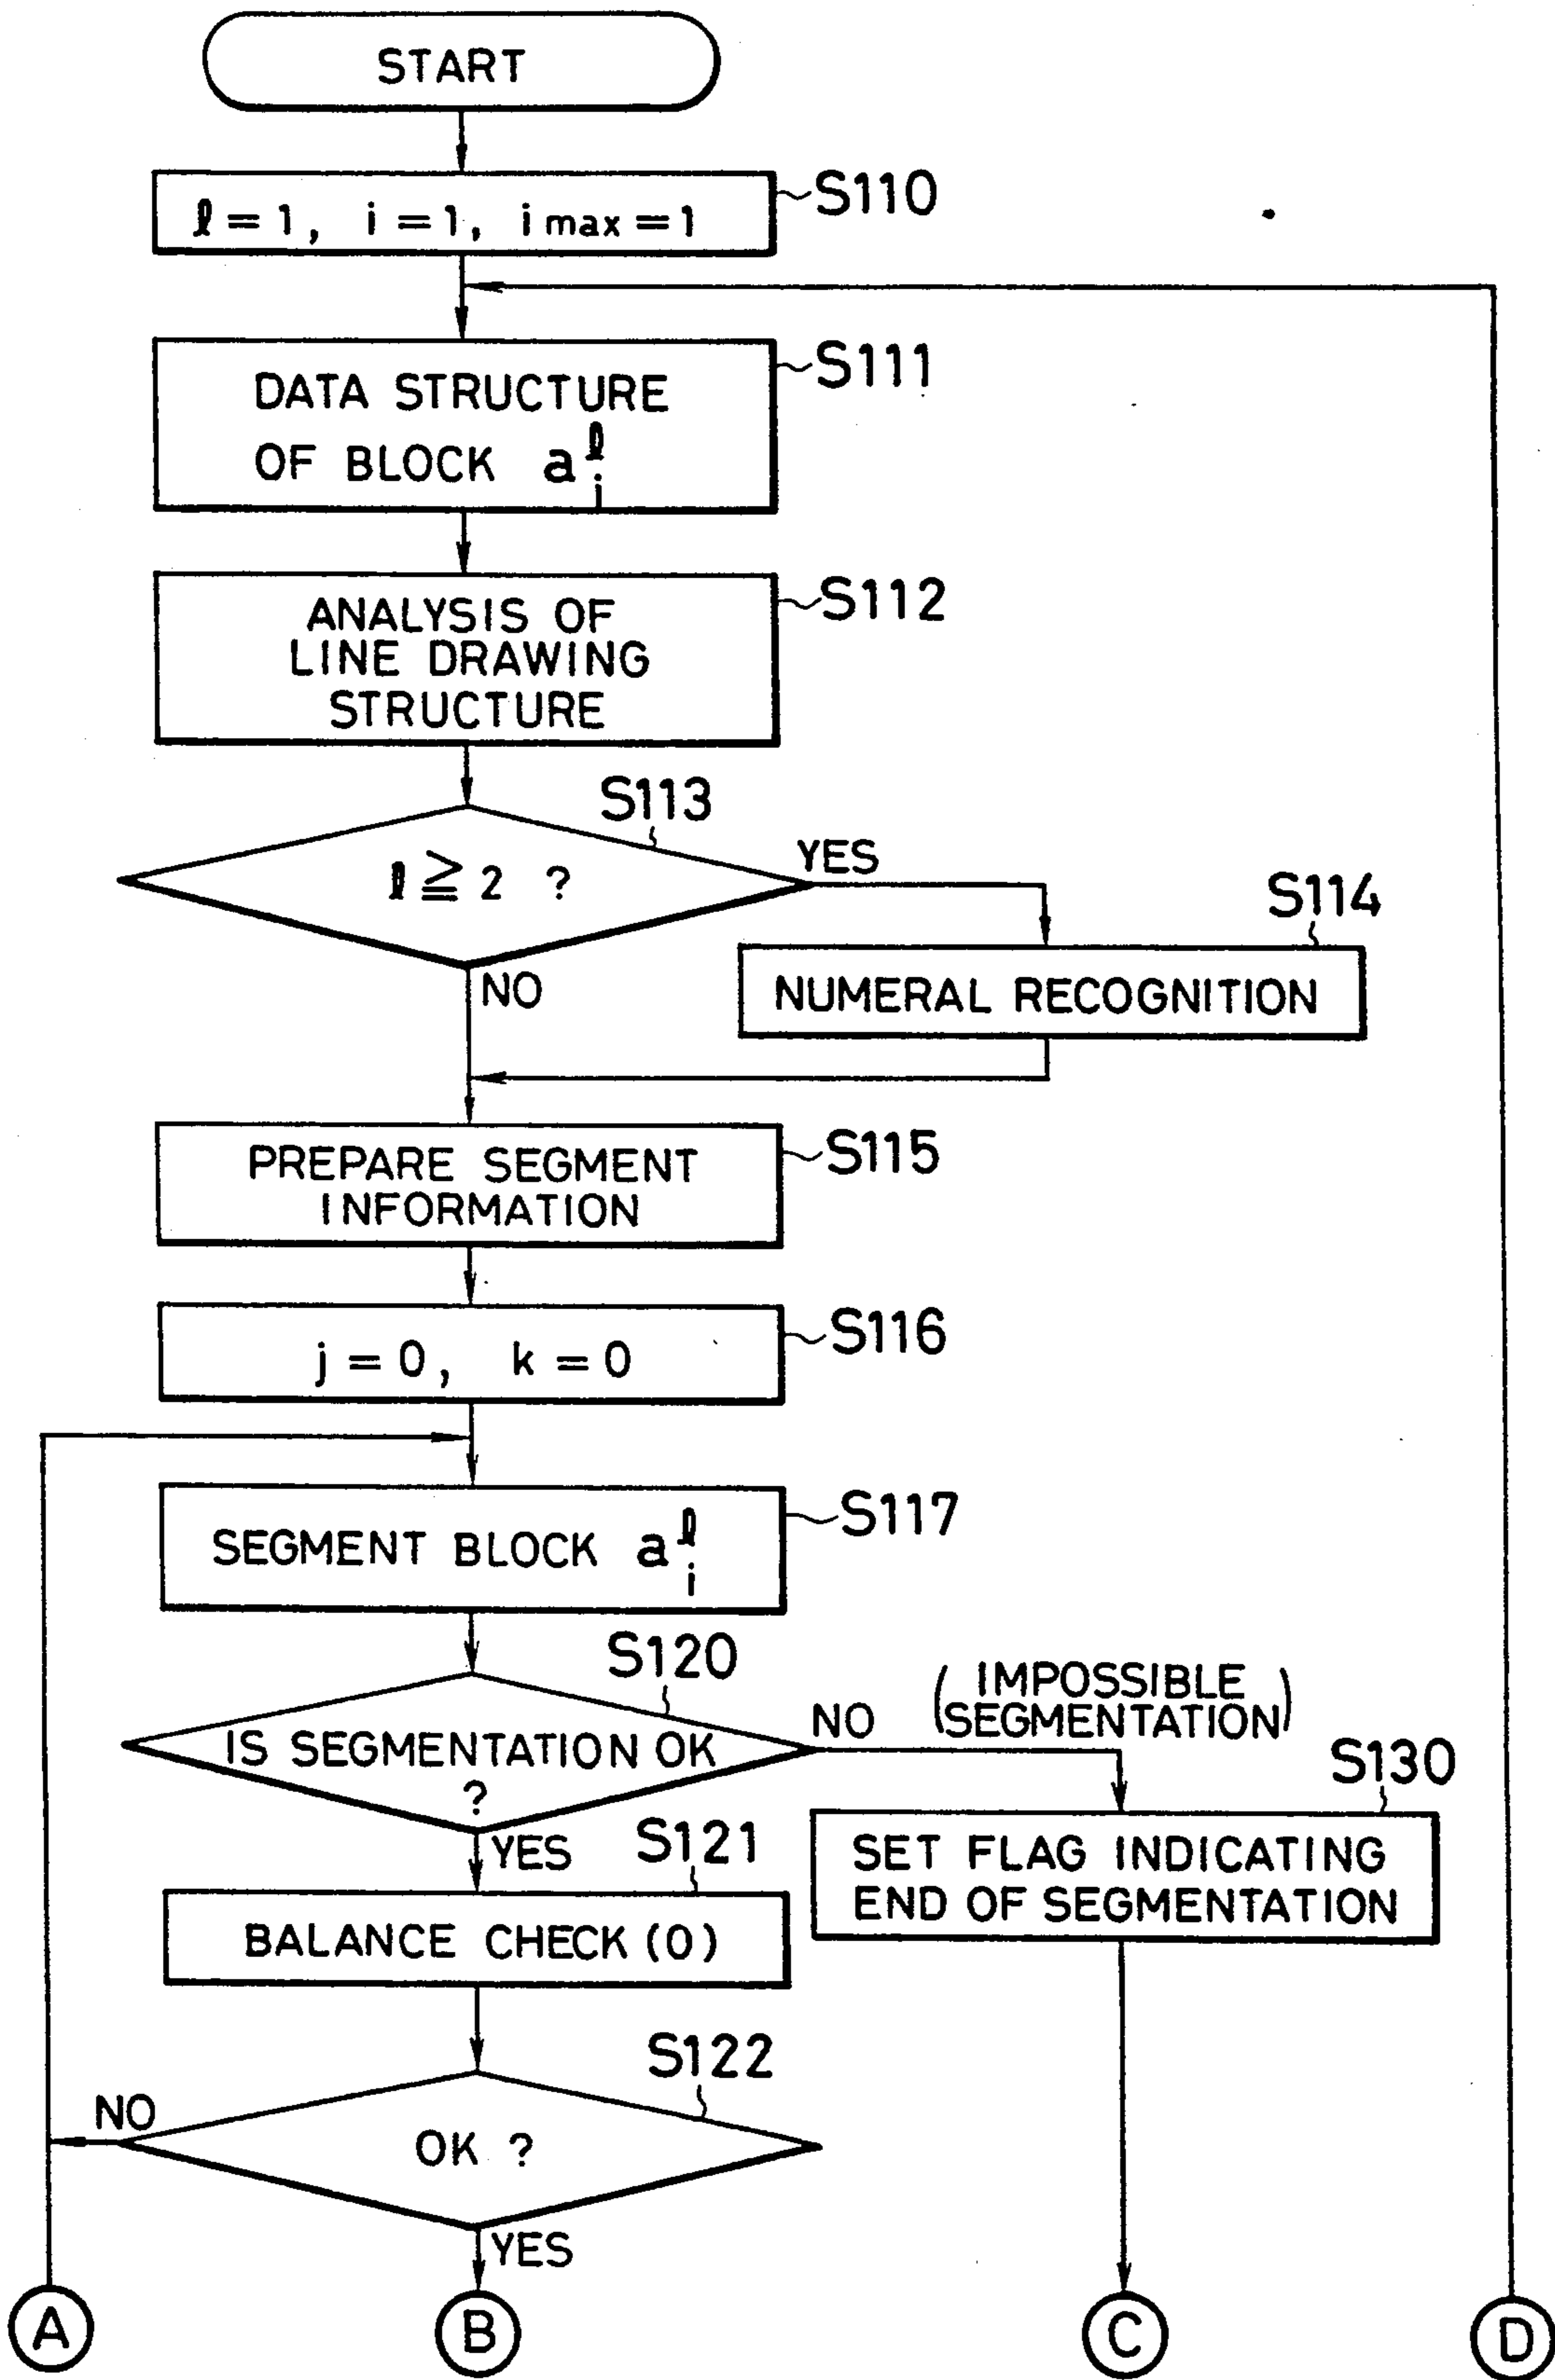 START
S110
ℓ = 1, i = 1, i max = 1
S111
DATA STRUCTURE
OF BLOCK a^ℓ_i
S112
ANALYSIS OF
LINE DRAWING
STRUCTURE
S113
ℓ ≧ 2 ?
YES
S114
NO
NUMERAL RECOGNITION
S115
PREPARE SEGMENT
INFORMATION
S116
j = 0, k = 0
S117
SEGMENT BLOCK a^ℓ_i
S120
(IMPOSSIBLE
SEGMENTATION)
NO
IS SEGMENTATION OK
?
S130
YES
S121
SET FLAG INDICATING
END OF SEGMENTATION
BALANCE CHECK (0)
S122
NO
OK ?
YES
A
B
C
D